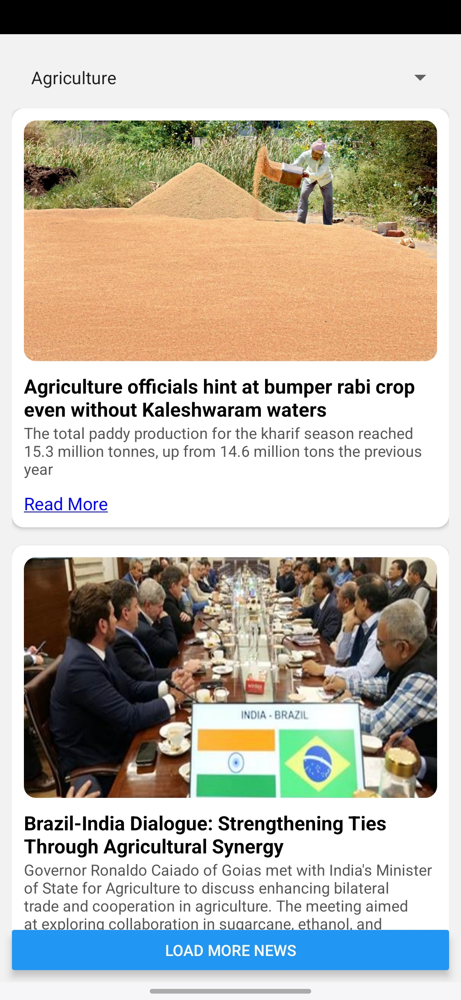 Agriculture
Agriculture officials hint at bumper rabi crop
even without Kaleshwaram waters
The total paddy production for the kharif season reached
15.3 million tonnes, up from 14.6 million tons the previous
year
Read More
INDIA - BRAZIL
Brazil-India Dialogue: Strengthening Ties
Through Agricultural Synergy
Governor Ronaldo Caiado of Goias met with India's Minister
of State for Agriculture to discuss enhancing bilateral
trade and cooperation in agriculture. The meeting aimed
at exploring collaboration in sugarcane, ethanol, and
LOAD MORE NEWS